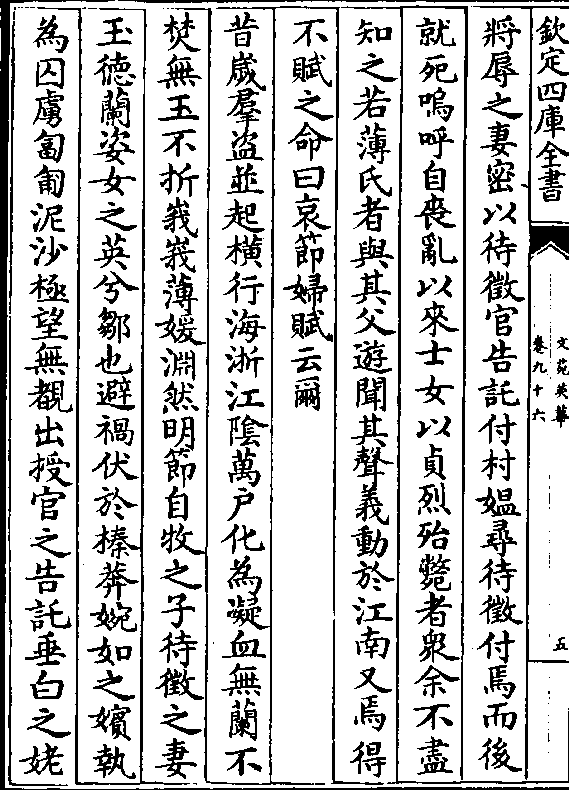 欽定四庫全書
文苑英華
卷九十六
五
將辱之妻密以待徵官告託付村媼尋待徵付焉而後
就死嗚呼自喪亂以來士女以貞烈殆斃者衆余不盡
知之若薄氏者與其父遊聞其聲義動於江南又焉得
不賦之命曰哀節婦賦云爾
昔歲羣盜並起横行海浙江隂萬户化為凝血無蘭不
焚無玉不折峩峩薄媛淵然明節自牧之子待徵之妻
玉徳蘭姿女之英兮鄒也避禍伏於榛莽婉如之嬪執
為囚虜匍匐泥沙極望無覩出授官之告託垂白之姥